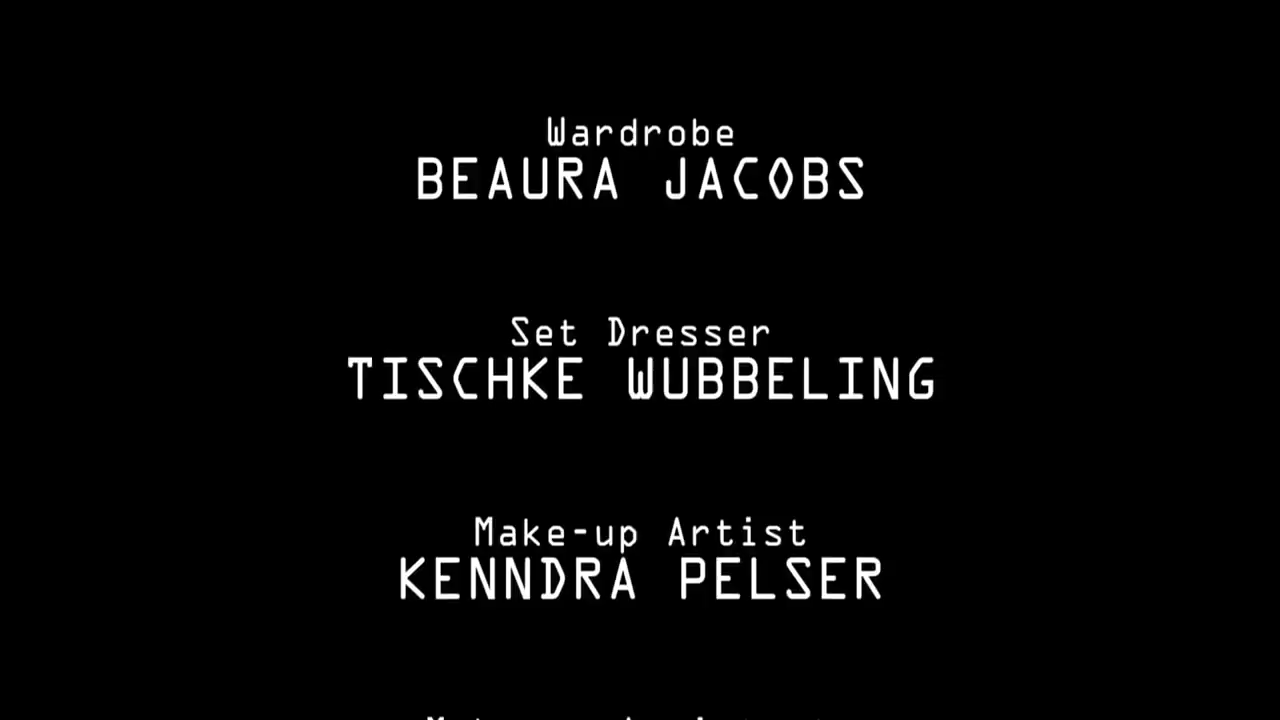 Wardrobe
BEAURA JACOBS
Set Dresser
TISCHKE WUBBELING
Make-up Artist
KENNDRA PELSER